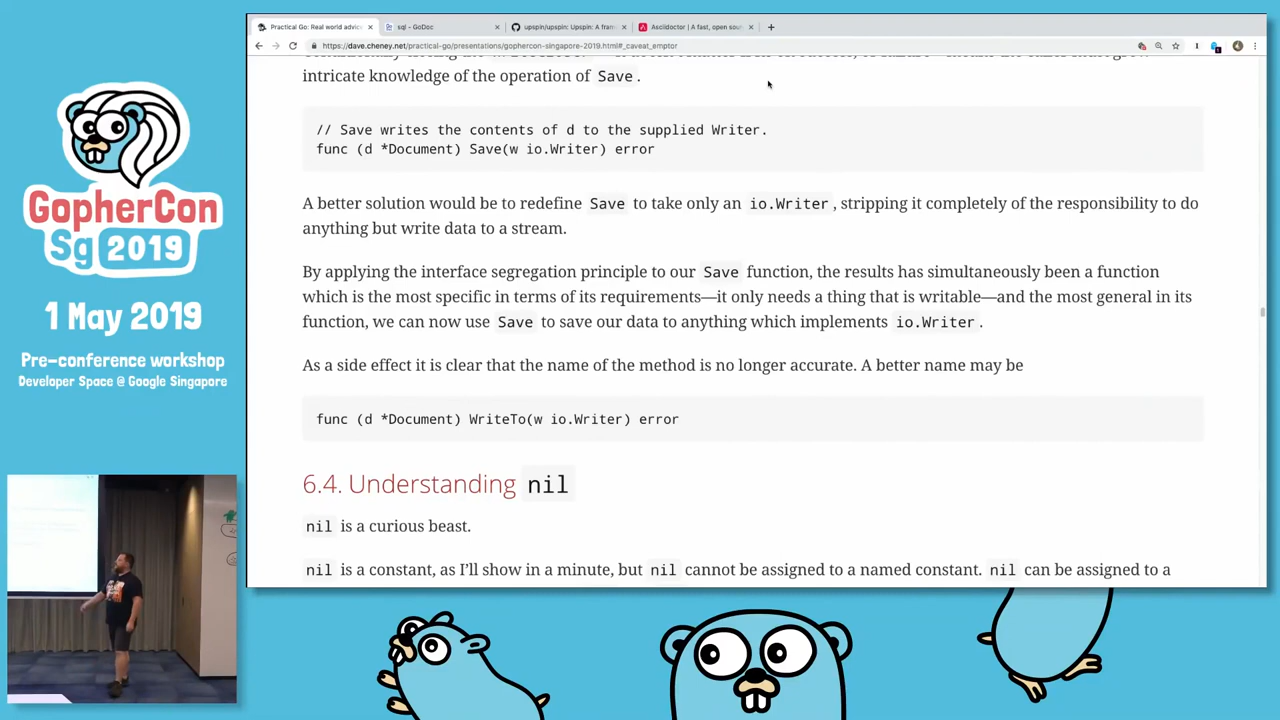 Practical Go: Real world advic
sql - GoDoc
upspin/upspin: Upspin: A fram
Asciidoctor | A fast, open sou
https://dave.cheney.net/practical-go/presentations/gophercon-singapore-2019.html#_caveat_emptor
intricate knowledge of the operation of Save.
// Save writes the contents of d to the supplied Writer.
func (d *Document) Save(w io.Writer) error
A better solution would be to redefine Save to take only an io.Writer, stripping it completely of the responsibility to do
anything but write data to a stream.
By applying the interface segregation principle to our Save function, the results has simultaneously been a function
which is the most specific in terms of its requirements—it only needs a thing that is writable—and the most general in its
function, we can now use Save to save our data to anything which implements io.Writer.
As a side effect it is clear that the name of the method is no longer accurate. A better name may be
func (d *Document) WriteTo(w io.Writer) error
6.4. Understanding nil
nil is a curious beast.
nil is a constant, as I'll show in a minute, but nil cannot be assigned to a named constant. nil can be assigned to a
GopherCon
Sg 2019
1 May 2019
Pre-conference workshop
Developer Space @ Google Singapore